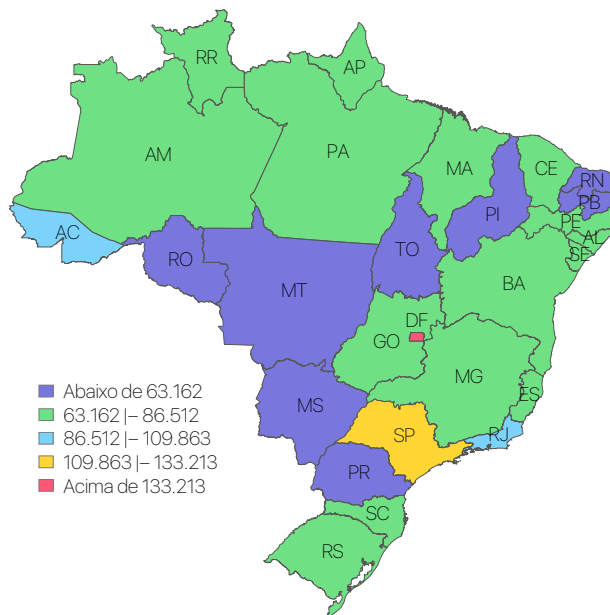 RR
AP
AM
PA
MA
CE
RN
PB
PI
PE
AL
SE
AC
RO
TO
MT
BA
DF
GO
MG
ES
MS
SP
RJ
PR
SC
RS
Abaixo de 63.162
63.162 |– 86.512
86.512 |– 109.863
109.863 |– 133.213
Acima de 133.213